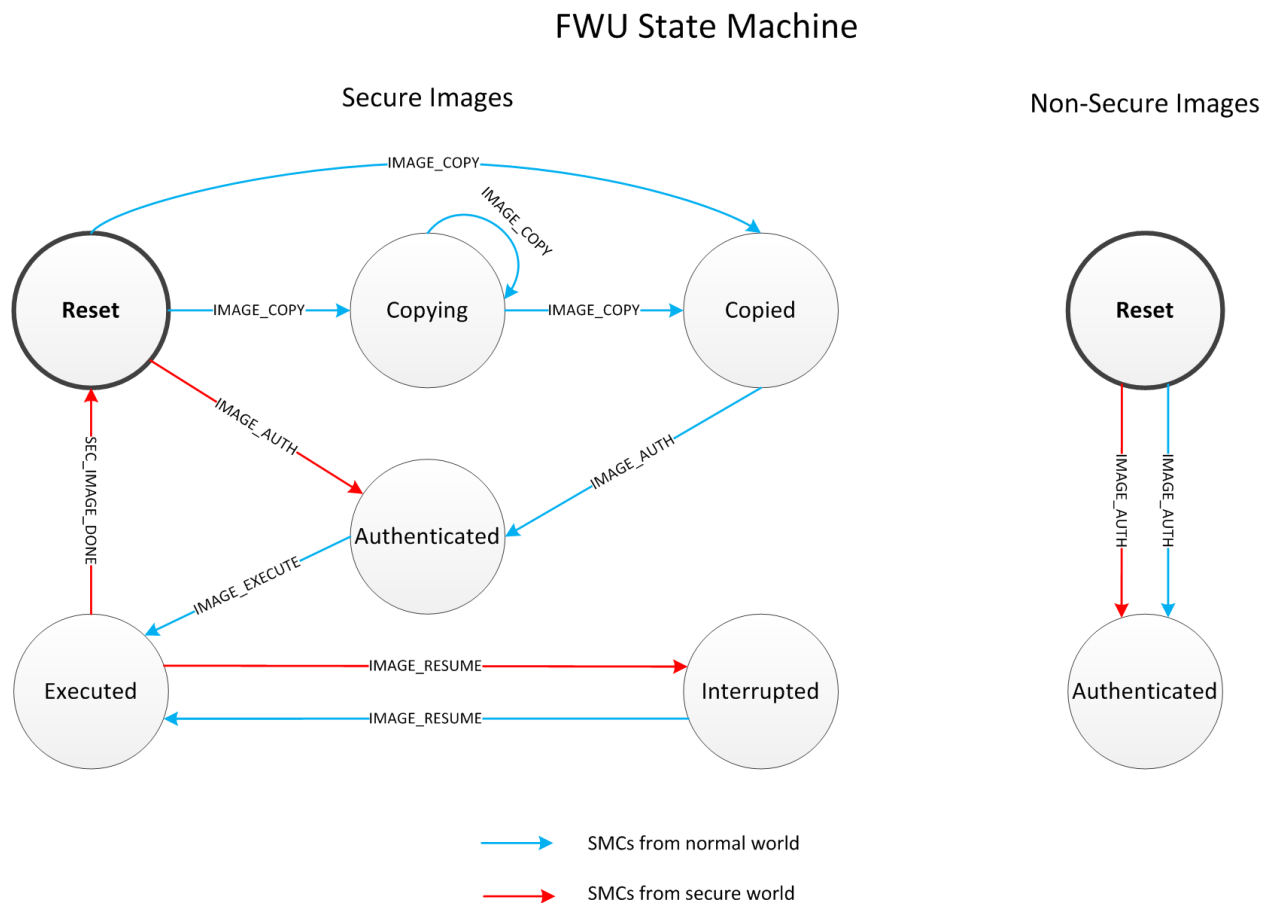 FWU State Machine
Secure Images
Non-Secure Images
IMAGE_COPY
IMAGE_COPY
Reset
IMAGE_COPY
Copying
IMAGE_COPY
Copied
Reset
IMAGE_AUTH
IMAGE_AUTH
SEC_IMAGE_DONE
IMAGE_AUTH
IMAGE_AUTH
Authenticated
IMAGE_EXECUTE
IMAGE_RESUME
Executed
Interrupted
Authenticated
IMAGE_RESUME
SMCs from normal world
SMCs from secure world